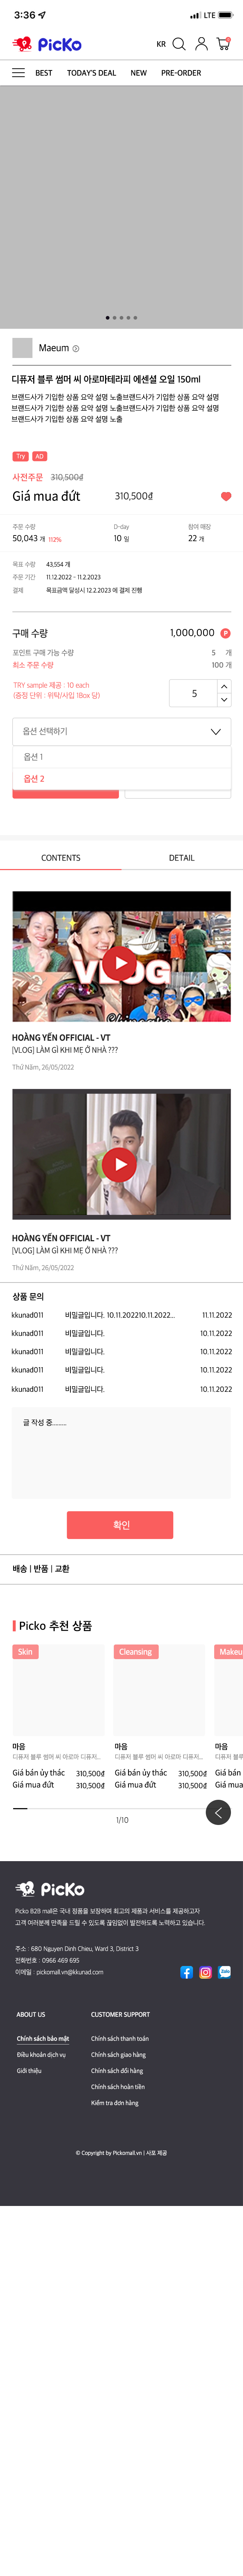 3:36
LTE
PicKo
KR
BEST TODAY'S DEAL NEW PRE-ORDER
Maeum
디퓨저 블루 썸머 씨 아로마테라피 에센셜 오일 150ml
브랜드사가 기입한 상품 요약 설명 노출브랜드사가 기입한 상품 요약 설명
브랜드사가 기입한 상품 요약 설명 노출브랜드사가 기입한 상품 요약 설명
브랜드사가 기입한 상품 요약 설명 노출
Try AD
사전주문 310,500₫
Giá mua đứt 310,500₫
주문 수량 D-day 참여 매장
50,043 개 112% 10 일 22 개
목표 수량 43,554 개
주문 기간 11.12.2022 - 11.2.2023
결제 목표금액 달성시 12.2.2023 에 결제 진행
구매 수량 1,000,000 P
포인트 구매 가능 수량 5 개
최소 주문 수량 100 개
TRY sample 제공 : 10 each
(증정 단위 : 위탁/사입 1Box 당)
5
옵션 선택하기
옵션 1
옵션 2
CONTENTS DETAIL
VLOG
HOÀNG YẾN OFFICIAL - VT
[VLOG] LÀM GÌ KHI MẸ Ở NHÀ ???
Thứ Năm, 26/05/2022
HOÀNG YẾN OFFICIAL - VT
[VLOG] LÀM GÌ KHI MẸ Ở NHÀ ???
Thứ Năm, 26/05/2022
상품 문의
kkunad011 비밀글입니다. 10.11.202210.11.2022... 11.11.2022
kkunad011 비밀글입니다. 10.11.2022
kkunad011 비밀글입니다. 10.11.2022
kkunad011 비밀글입니다. 10.11.2022
kkunad011 비밀글입니다. 10.11.2022
글 작성 중.........
확인
배송 | 반품 | 교환
Picko 추천 상품
Skin Cleansing Makeu
마음 마음 마음
디퓨저 블루 썸머 씨 아로마 디퓨저... 디퓨저 블루 썸머 씨 아로마 디퓨저... 디퓨저 블루
Giá bán ủy thác 310,500₫ Giá bán ủy thác 310,500₫ Giá bán
Giá mua đứt 310,500₫ Giá mua đứt 310,500₫ Giá mua
1/10
PicKo
Picko B2B mall은 국내 점품을 보장하며 최고의 제품과 서비스를 제공하고자
고객 여러분께 만족을 드릴 수 있도록 끊임없이 발전하도록 노력하고 있습니다.
주소 : 680 Nguyen Dinh Chieu, Ward 3, District 3
전화번호 : 0966 469 695
이메일 : pickomall.vn@kkunad.com
Zalo
ABOUT US CUSTOMER SUPPORT
Chính sách bảo mật Chính sách thanh toán
Điều khoản dịch vụ Chính sách giao hàng
Giới thiệu Chính sách đổi hàng
Chính sách hoàn tiền
Kiểm tra đơn hàng
© Copyright by Pickomall.vn | 사포 제공